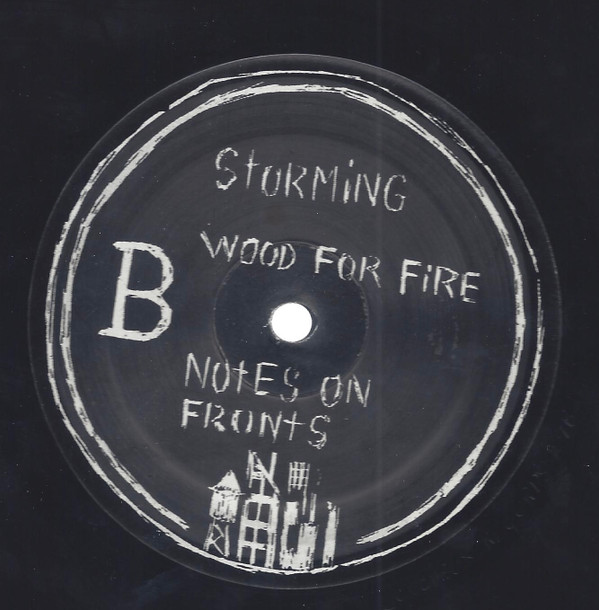 StORMiNG
WOOD FOR FiRE
B
NOtES ON
FRONtS